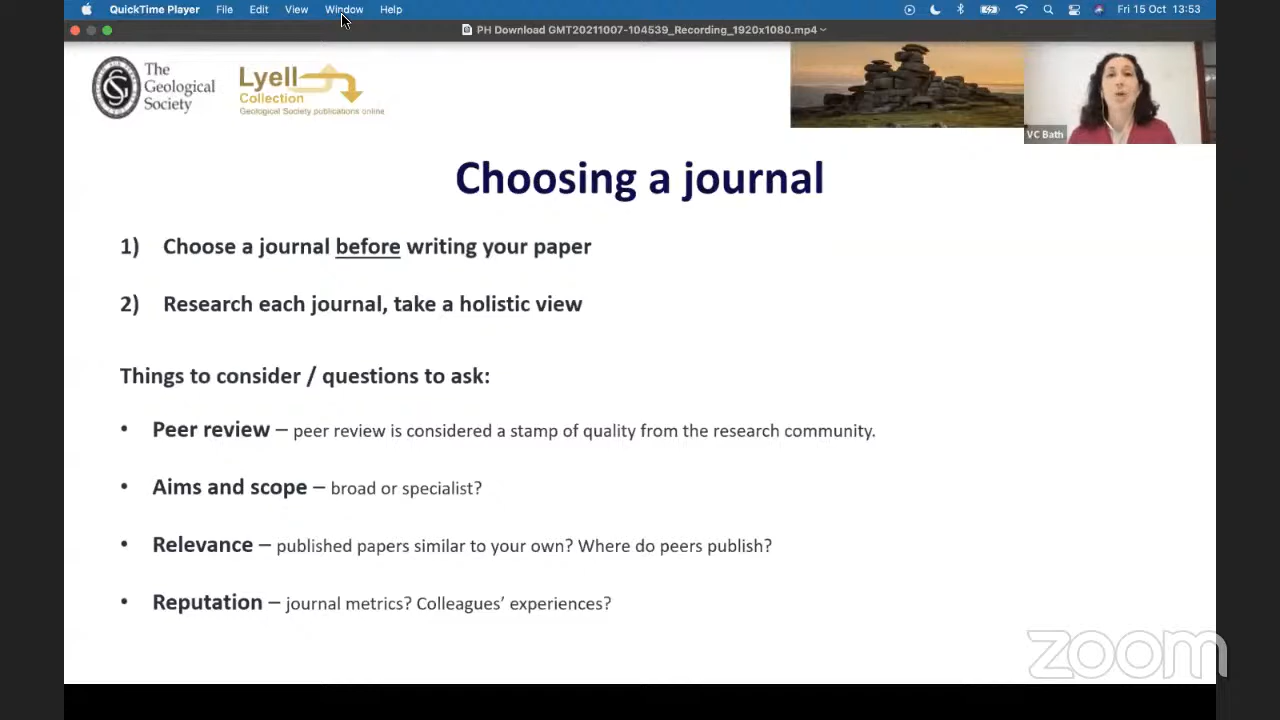 QuickTime Player File Edit View Window Help Fri 15 Oct 13:53
PH Download GMT20211007-104539_Recording_1920x1080.mp4
The
Geological
Society
Lyell
Collection
Geological Society publications online
VC Bath
Choosing a journal
1) Choose a journal before writing your paper
2) Research each journal, take a holistic view
Things to consider / questions to ask:
• Peer review – peer review is considered a stamp of quality from the research community.
• Aims and scope – broad or specialist?
• Relevance – published papers similar to your own? Where do peers publish?
• Reputation – journal metrics? Colleagues’ experiences?
zoom